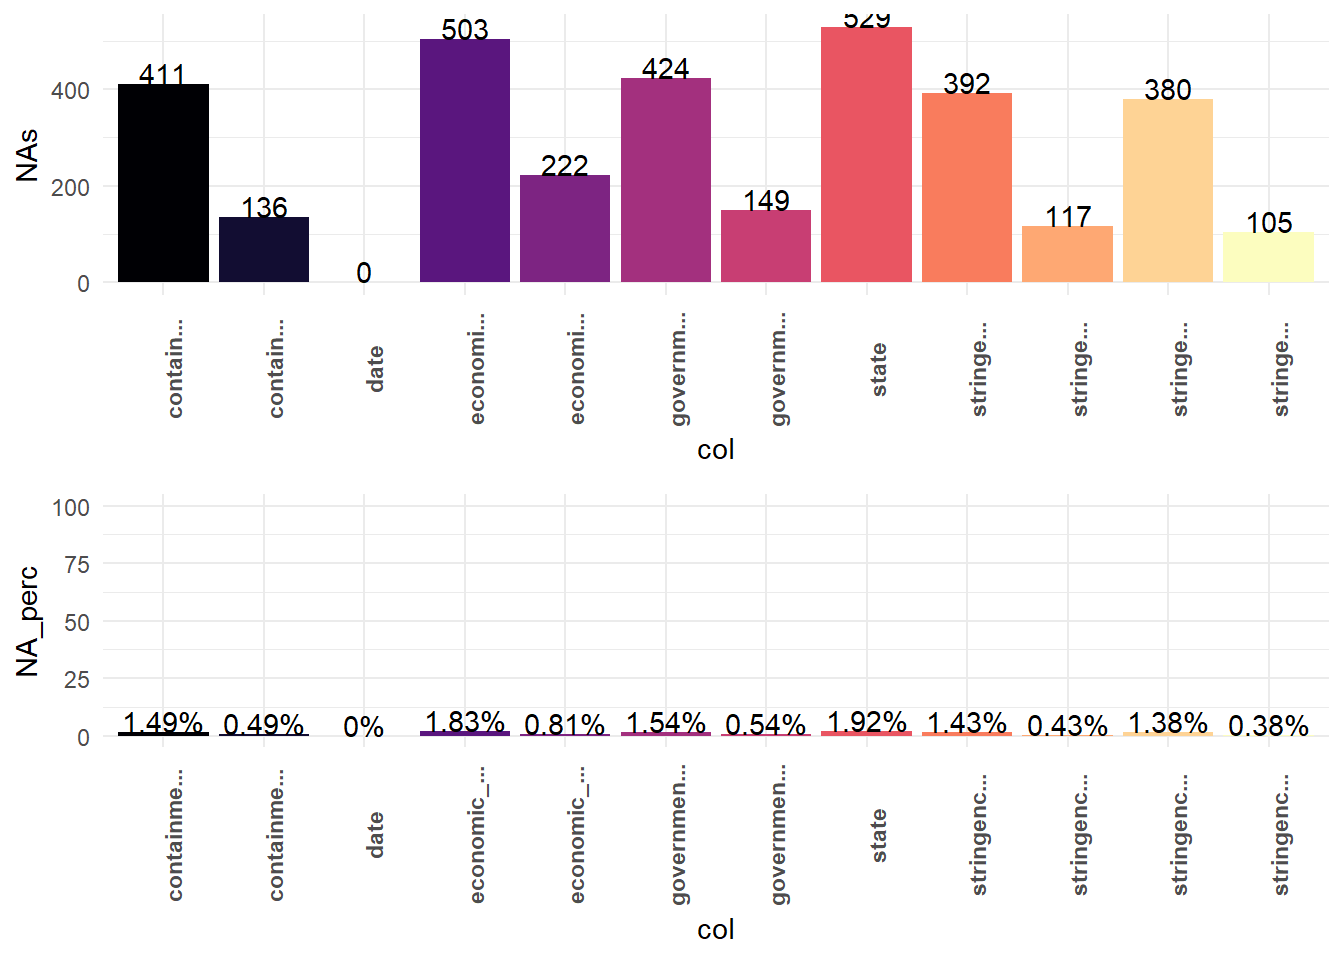 529
503
411
424
392
380
222
136
149
117
105
0
NAs
400
200
0
contain...
contain...
date
economi...
economi...
governm...
governm...
state
stringe...
stringe...
stringe...
stringe...
col
100
75
50
25
0
NA_perc
1.49%
0.49%
0%
1.83%
0.81%
1.54%
0.54%
1.92%
1.43%
0.43%
1.38%
0.38%
containme...
containme...
date
economic_...
economic_...
governmen...
governmen...
state
stringenc...
stringenc...
stringenc...
stringenc...
col